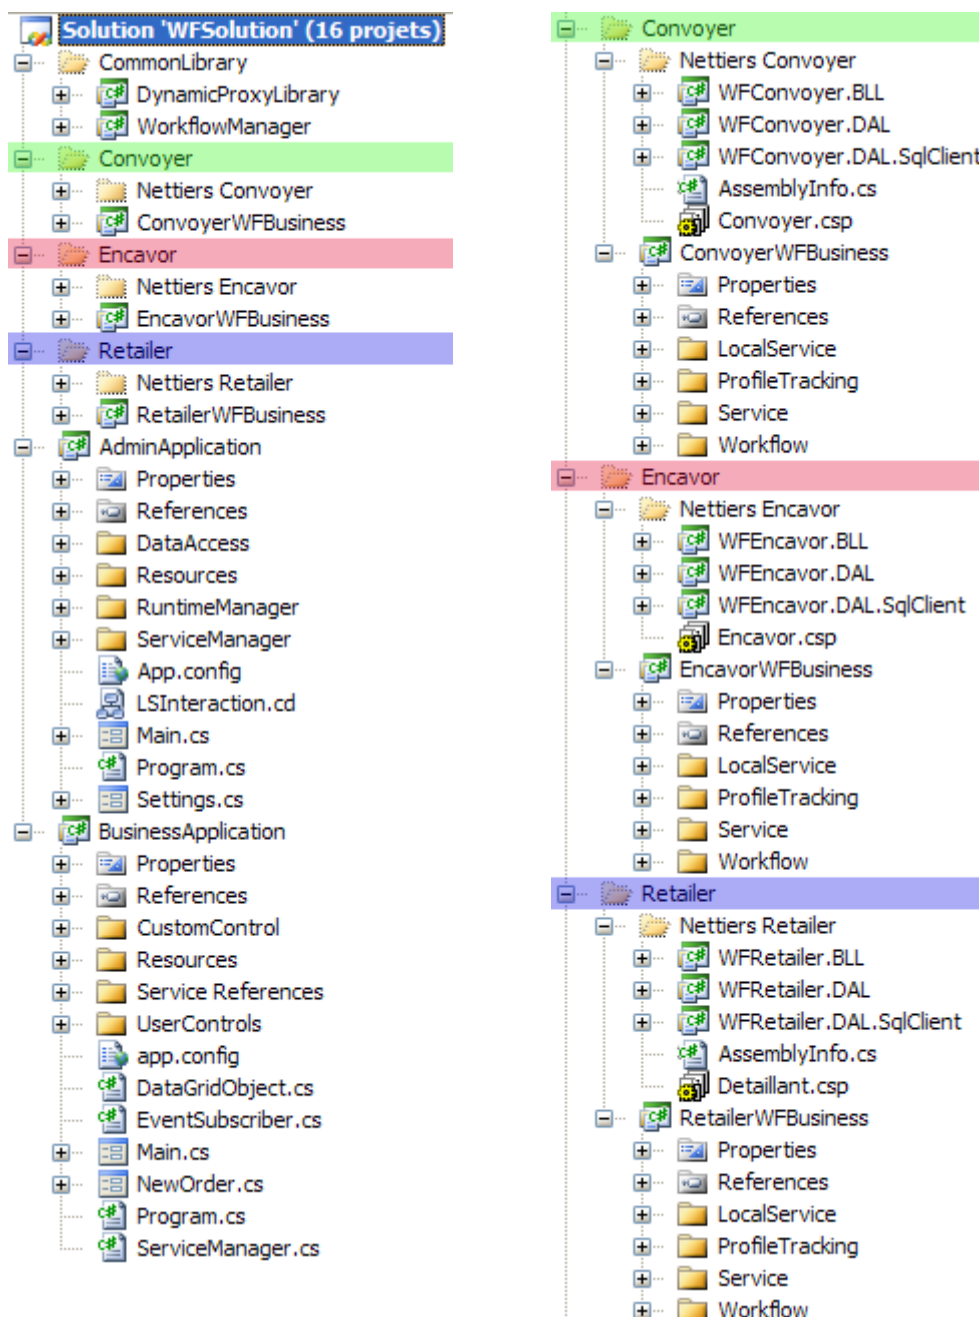 Solution 'WFSolution' (16 projets)
CommonLibrary
DynamicProxyLibrary
WorkflowManager
Convoyer
Nettiers Convoyer
ConvoyerWFBusiness
Encavor
Nettiers Encavor
EncavorWFBusiness
Retailer
Nettiers Retailer
RetailerWFBusiness
AdminApplication
Properties
References
DataAccess
Resources
RuntimeManager
ServiceManager
App.config
LSInteraction.cd
Main.cs
Program.cs
Settings.cs
BusinessApplication
Properties
References
CustomControl
Resources
Service References
UserControls
app.config
DataGridObject.cs
EventSubscriber.cs
Main.cs
NewOrder.cs
Program.cs
ServiceManager.cs
Convoyer
Nettiers Convoyer
WFConvoyer.BLL
WFConvoyer.DAL
WFConvoyer.DAL.SqlClient
AssemblyInfo.cs
Convoyer.csp
ConvoyerWFBusiness
Properties
References
LocalService
ProfileTracking
Service
Workflow
Encavor
Nettiers Encavor
WFEncavor.BLL
WFEncavor.DAL
WFEncavor.DAL.SqlClient
Encavor.csp
EncavorWFBusiness
Properties
References
LocalService
ProfileTracking
Service
Workflow
Retailer
Nettiers Retailer
WFRetailer.BLL
WFRetailer.DAL
WFRetailer.DAL.SqlClient
AssemblyInfo.cs
Detaillant.csp
RetailerWFBusiness
Properties
References
LocalService
ProfileTracking
Service
Workflow